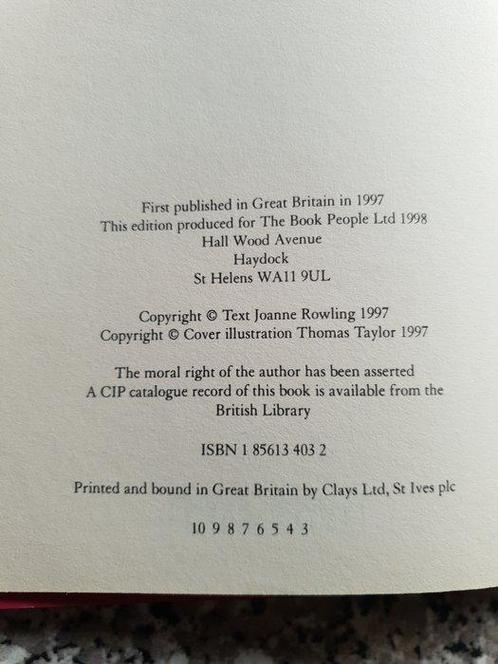 First published in Great Britain in 1997
This edition produced for The Book People Ltd 1998
Hall Wood Avenue
Haydock
St Helens WA11 9UL
Copyright © Text Joanne Rowling 1997
Copyright © Cover illustration Thomas Taylor 1997
The moral right of the author has been asserted
A CIP catalogue record of this book is available from the
British Library
ISBN 1 85613 403 2
Printed and bound in Great Britain by Clays Ltd, St Ives plc
10 9 8 7 6 5 4 3